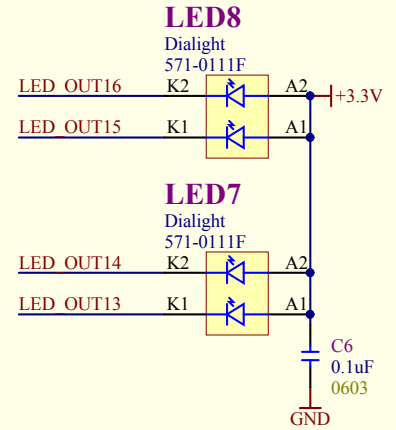 LED8
Dialight
571-0111F
LED_OUT16 K2 A2 +3.3V
LED_OUT15 K1 A1
LED7
Dialight
571-0111F
LED_OUT14 K2 A2
LED_OUT13 K1 A1
C6
0.1uF
0603
GND